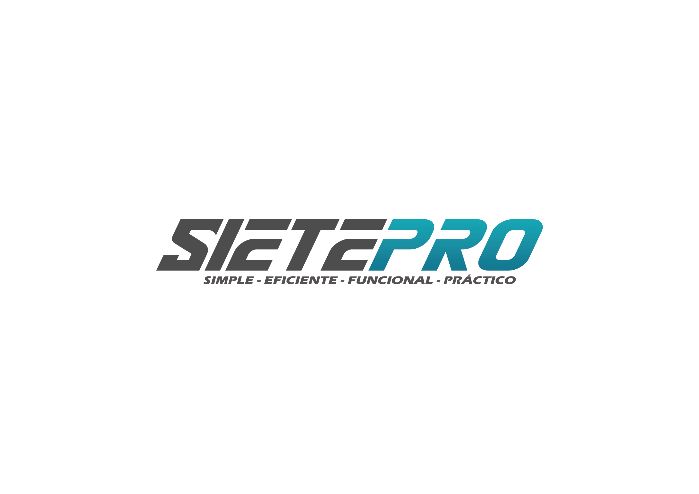 SIETEPRO
SIMPLE - EFICIENTE - FUNCIONAL - PRÁCTICO